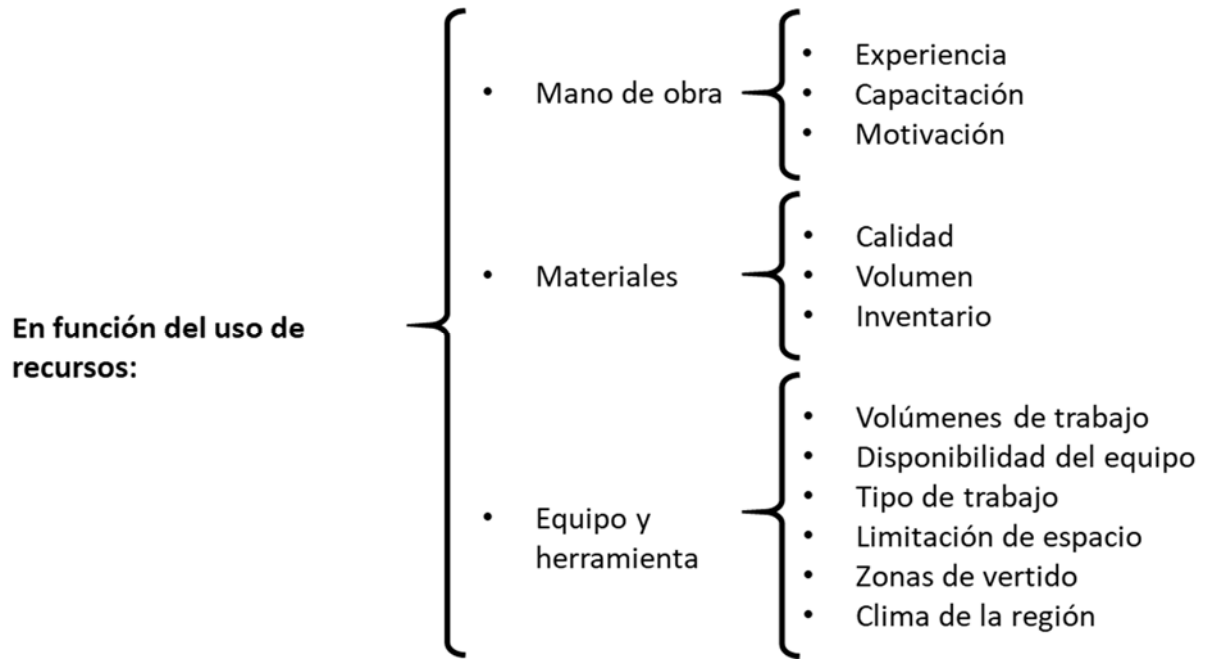 En función del uso de
recursos:
• Mano de obra
• Experiencia
• Capacitación
• Motivación
• Materiales
• Calidad
• Volumen
• Inventario
• Equipo y
herramienta
• Volúmenes de trabajo
• Disponibilidad del equipo
• Tipo de trabajo
• Limitación de espacio
• Zonas de vertido
• Clima de la región